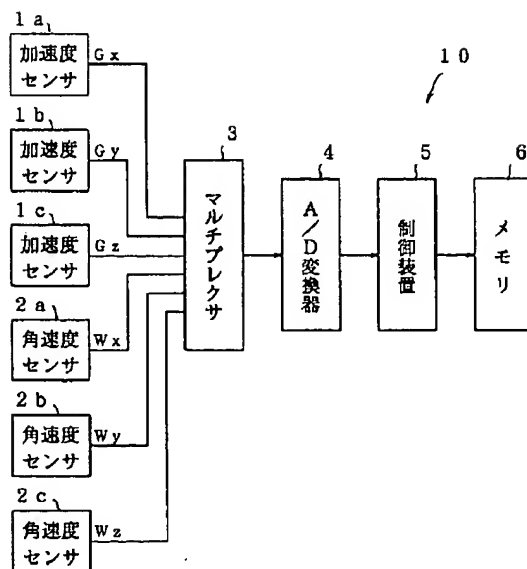 1a
加速度
センサ
Gx
1b
加速度
センサ
Gy
1c
加速度
センサ
Gz
2a
角速度
センサ
Wx
2b
角速度
センサ
Wy
2c
角速度
センサ
Wz
10
3
マルチプレクサ
4
A/D変換器
5
制御装置
6
メモリ